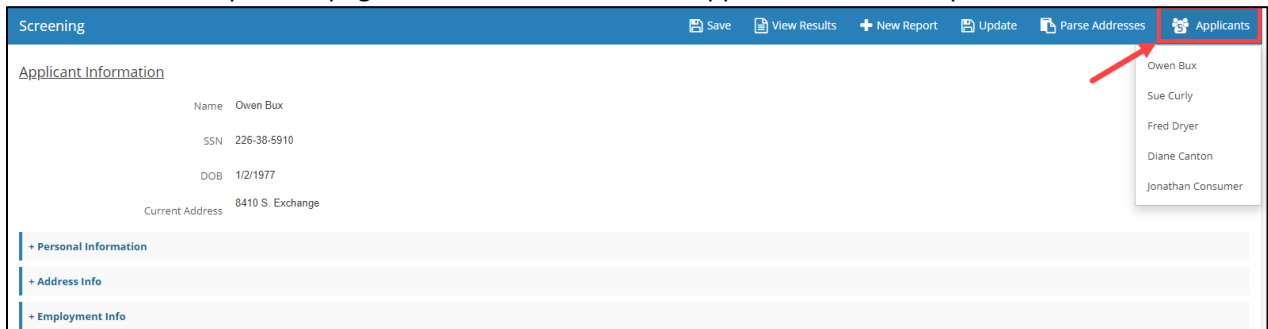 Screening Save View Results New Report Update Parse Addresses Applicants
Applicant Information
Owen Bux
Sue Curly
Fred Dryer
Diane Canton
Jonathan Consumer
Name Owen Bux
SSN 226-38-5910
DOB 1/2/1977
Current Address 8410 S. Exchange
+ Personal Information
+ Address Info
+ Employment Info